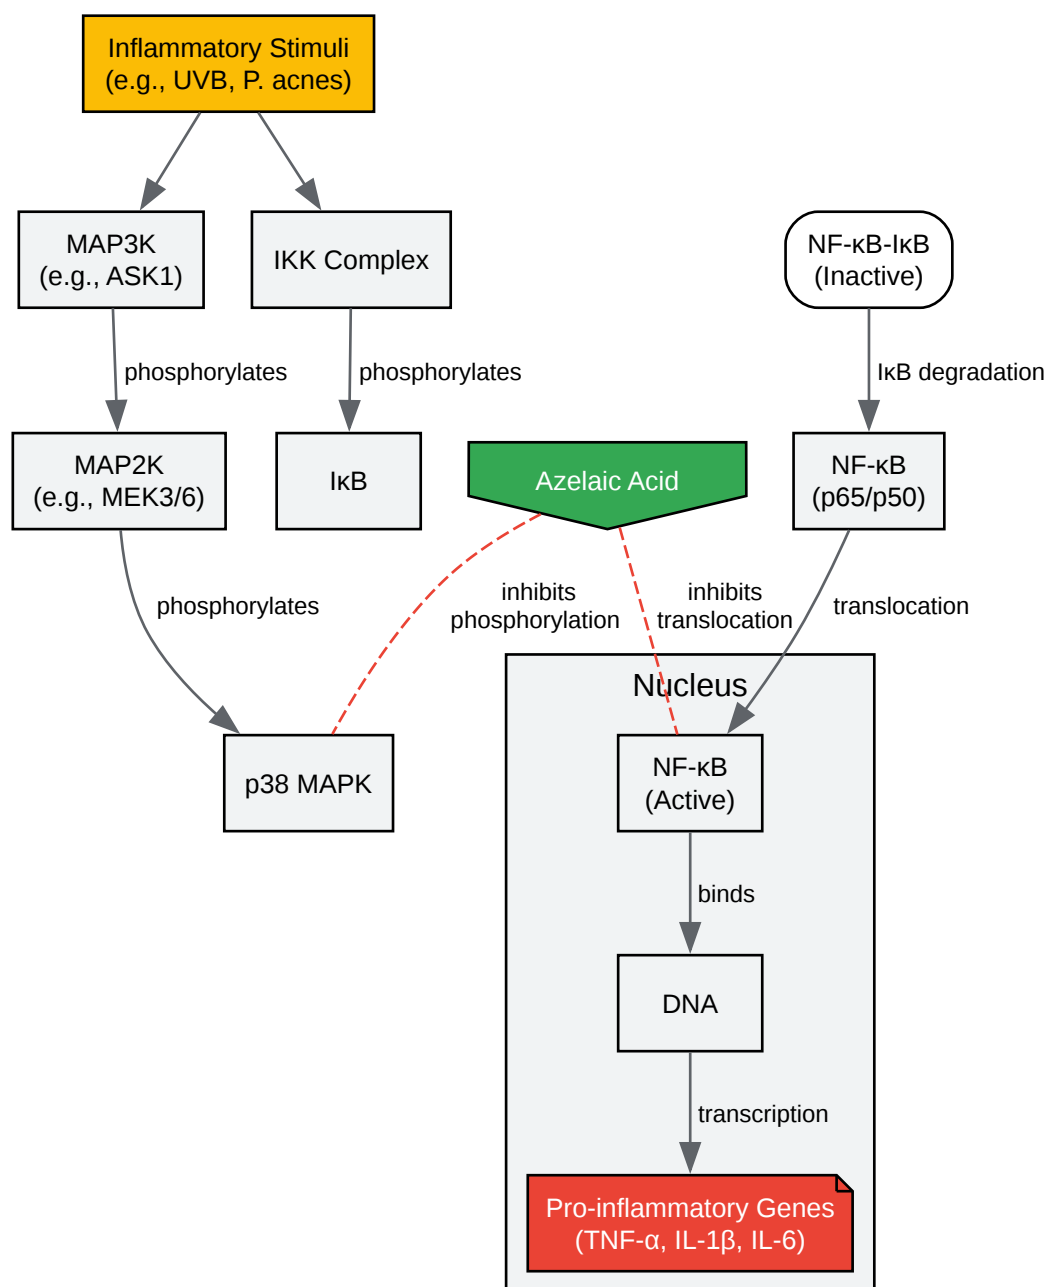 Inflammatory Stimuli
(e.g., UVB, P. acnes)
MAP3K
(e.g., ASK1)
IKK Complex
NF-κB-IκB
(Inactive)
phosphorylates
phosphorylates
IκB degradation
MAP2K
(e.g., MEK3/6)
IκB
Azelaic Acid
NF-κB
(p65/p50)
phosphorylates
inhibits
phosphorylation
inhibits
translocation
translocation
Nucleus
p38 MAPK
NF-κB
(Active)
binds
DNA
transcription
Pro-inflammatory Genes
(TNF-α, IL-1β, IL-6)